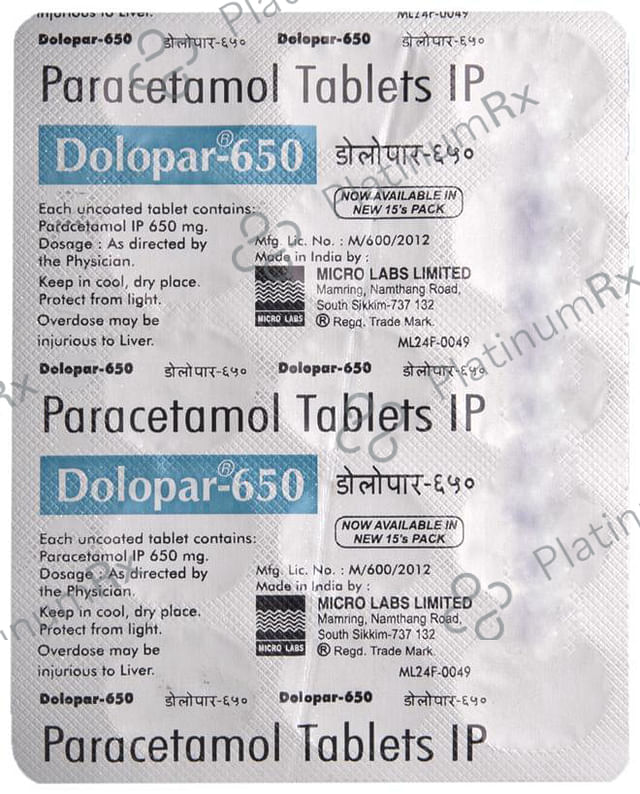 injurious to Liver.
ML24F-0049
Dolopar-650 डोलोपार-६५० Dolopar-650 डोलोपार-६५०
Paracetamol Tablets IP
Dolopar®-650 डोलोपार-६५०
NOW AVAILABLE IN
NEW 15's PACK
Each uncoated tablet contains:
Paracetamol IP 650 mg.
Dosage : As directed by
the Physician.
Keep in cool, dry place.
Protect from light.
Overdose may be
injurious to Liver.
Mfg. Lic. No. : M/600/2012
Made in India by :
MICRO LABS
MICRO LABS LIMITED
Mamring, Namthang Road,
South Sikkim-737 132
® Regd. Trade Mark.
ML24F-0049
Dolopar-650 डोलोपार-६५० Dolopar-650 डोलोपार-६५०
Paracetamol Tablets IP
Dolopar®-650 डोलोपार-६५०
NOW AVAILABLE IN
NEW 15's PACK
Each uncoated tablet contains:
Paracetamol IP 650 mg.
Dosage : As directed by
the Physician.
Keep in cool, dry place.
Protect from light.
Overdose may be
injurious to Liver.
Mfg. Lic. No. : M/600/2012
Made in India by :
MICRO LABS
MICRO LABS LIMITED
Mamring, Namthang Road,
South Sikkim-737 132
® Regd. Trade Mark.
ML24F-0049
Dolopar-650 डोलोपार-६५० Dolopar-650 डोलोपार-६५०
Paracetamol Tablets IP
PlatinumRx
PlatinumRx